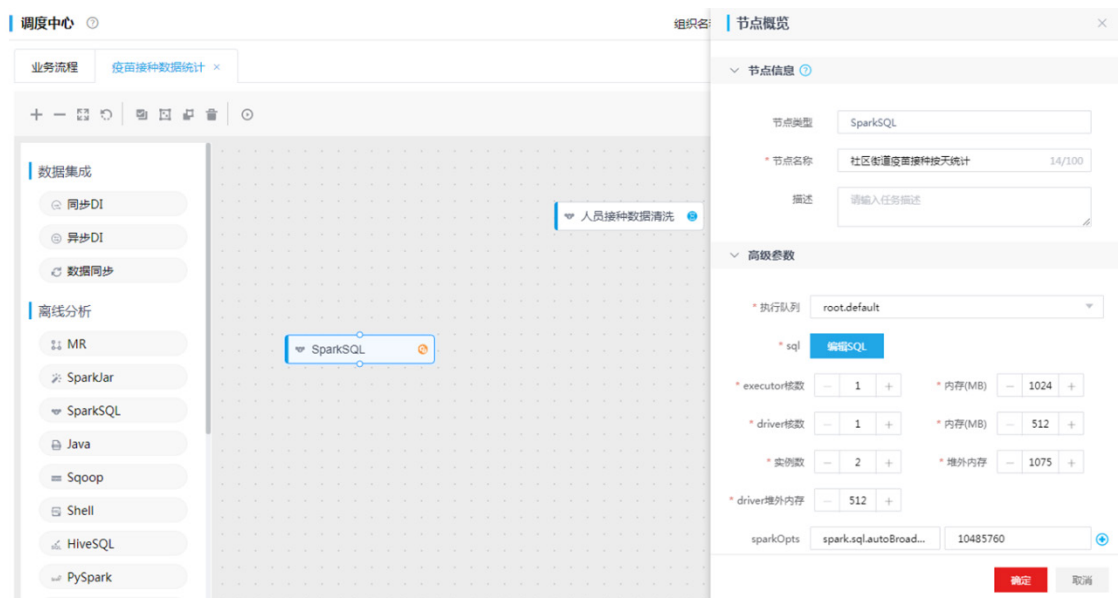 调度中心
组织名
业务流程
疫苗接种数据统计 ×
数据集成
同步DI
异步DI
数据同步
离线分析
MR
SparkJar
SparkSQL
Java
Sqoop
Shell
HiveSQL
PySpark
人员接种数据清洗
SparkSQL
节点概览
节点信息
节点类型 SparkSQL
* 节点名称 社区街道疫苗接种按天统计 14/100
描述 请输入任务描述
高级参数
* 执行队列 root.default
* sql 编辑SQL
* executor核数 － 1 + * 内存(MB) － 1024 +
* driver核数 － 1 + * 内存(MB) － 512 +
* 实例数 － 2 + * 堆外内存 － 1075 +
* driver堆外内存 － 512 +
sparkOpts spark.sql.autoBroad... 10485760
确定 取消